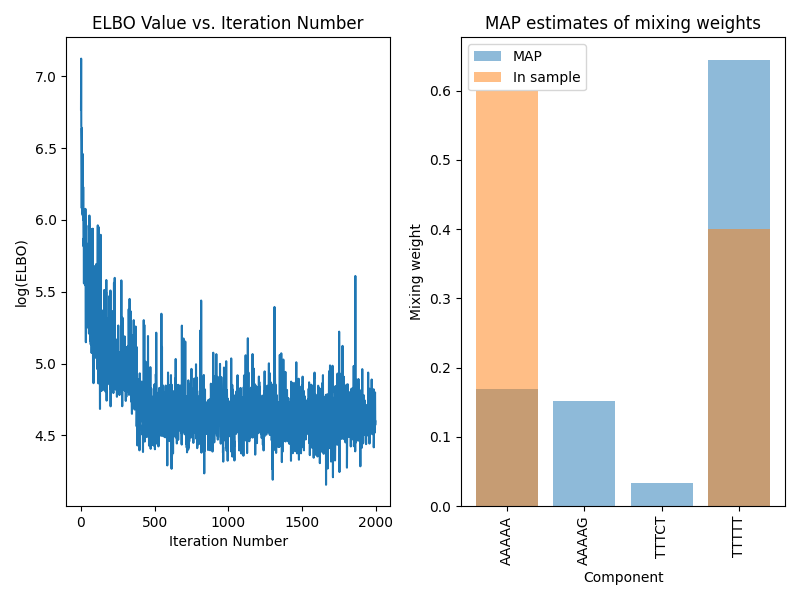 ELBO Value vs. Iteration Number
log(ELBO)
7.0
6.5
6.0
5.5
5.0
4.5
0 500 1000 1500 2000
Iteration Number
MAP estimates of mixing weights
MAP
In sample
Mixing weight
0.6
0.5
0.4
0.3
0.2
0.1
0.0
AAAAA
AAAAG
TTTCT
TTTTT
Component